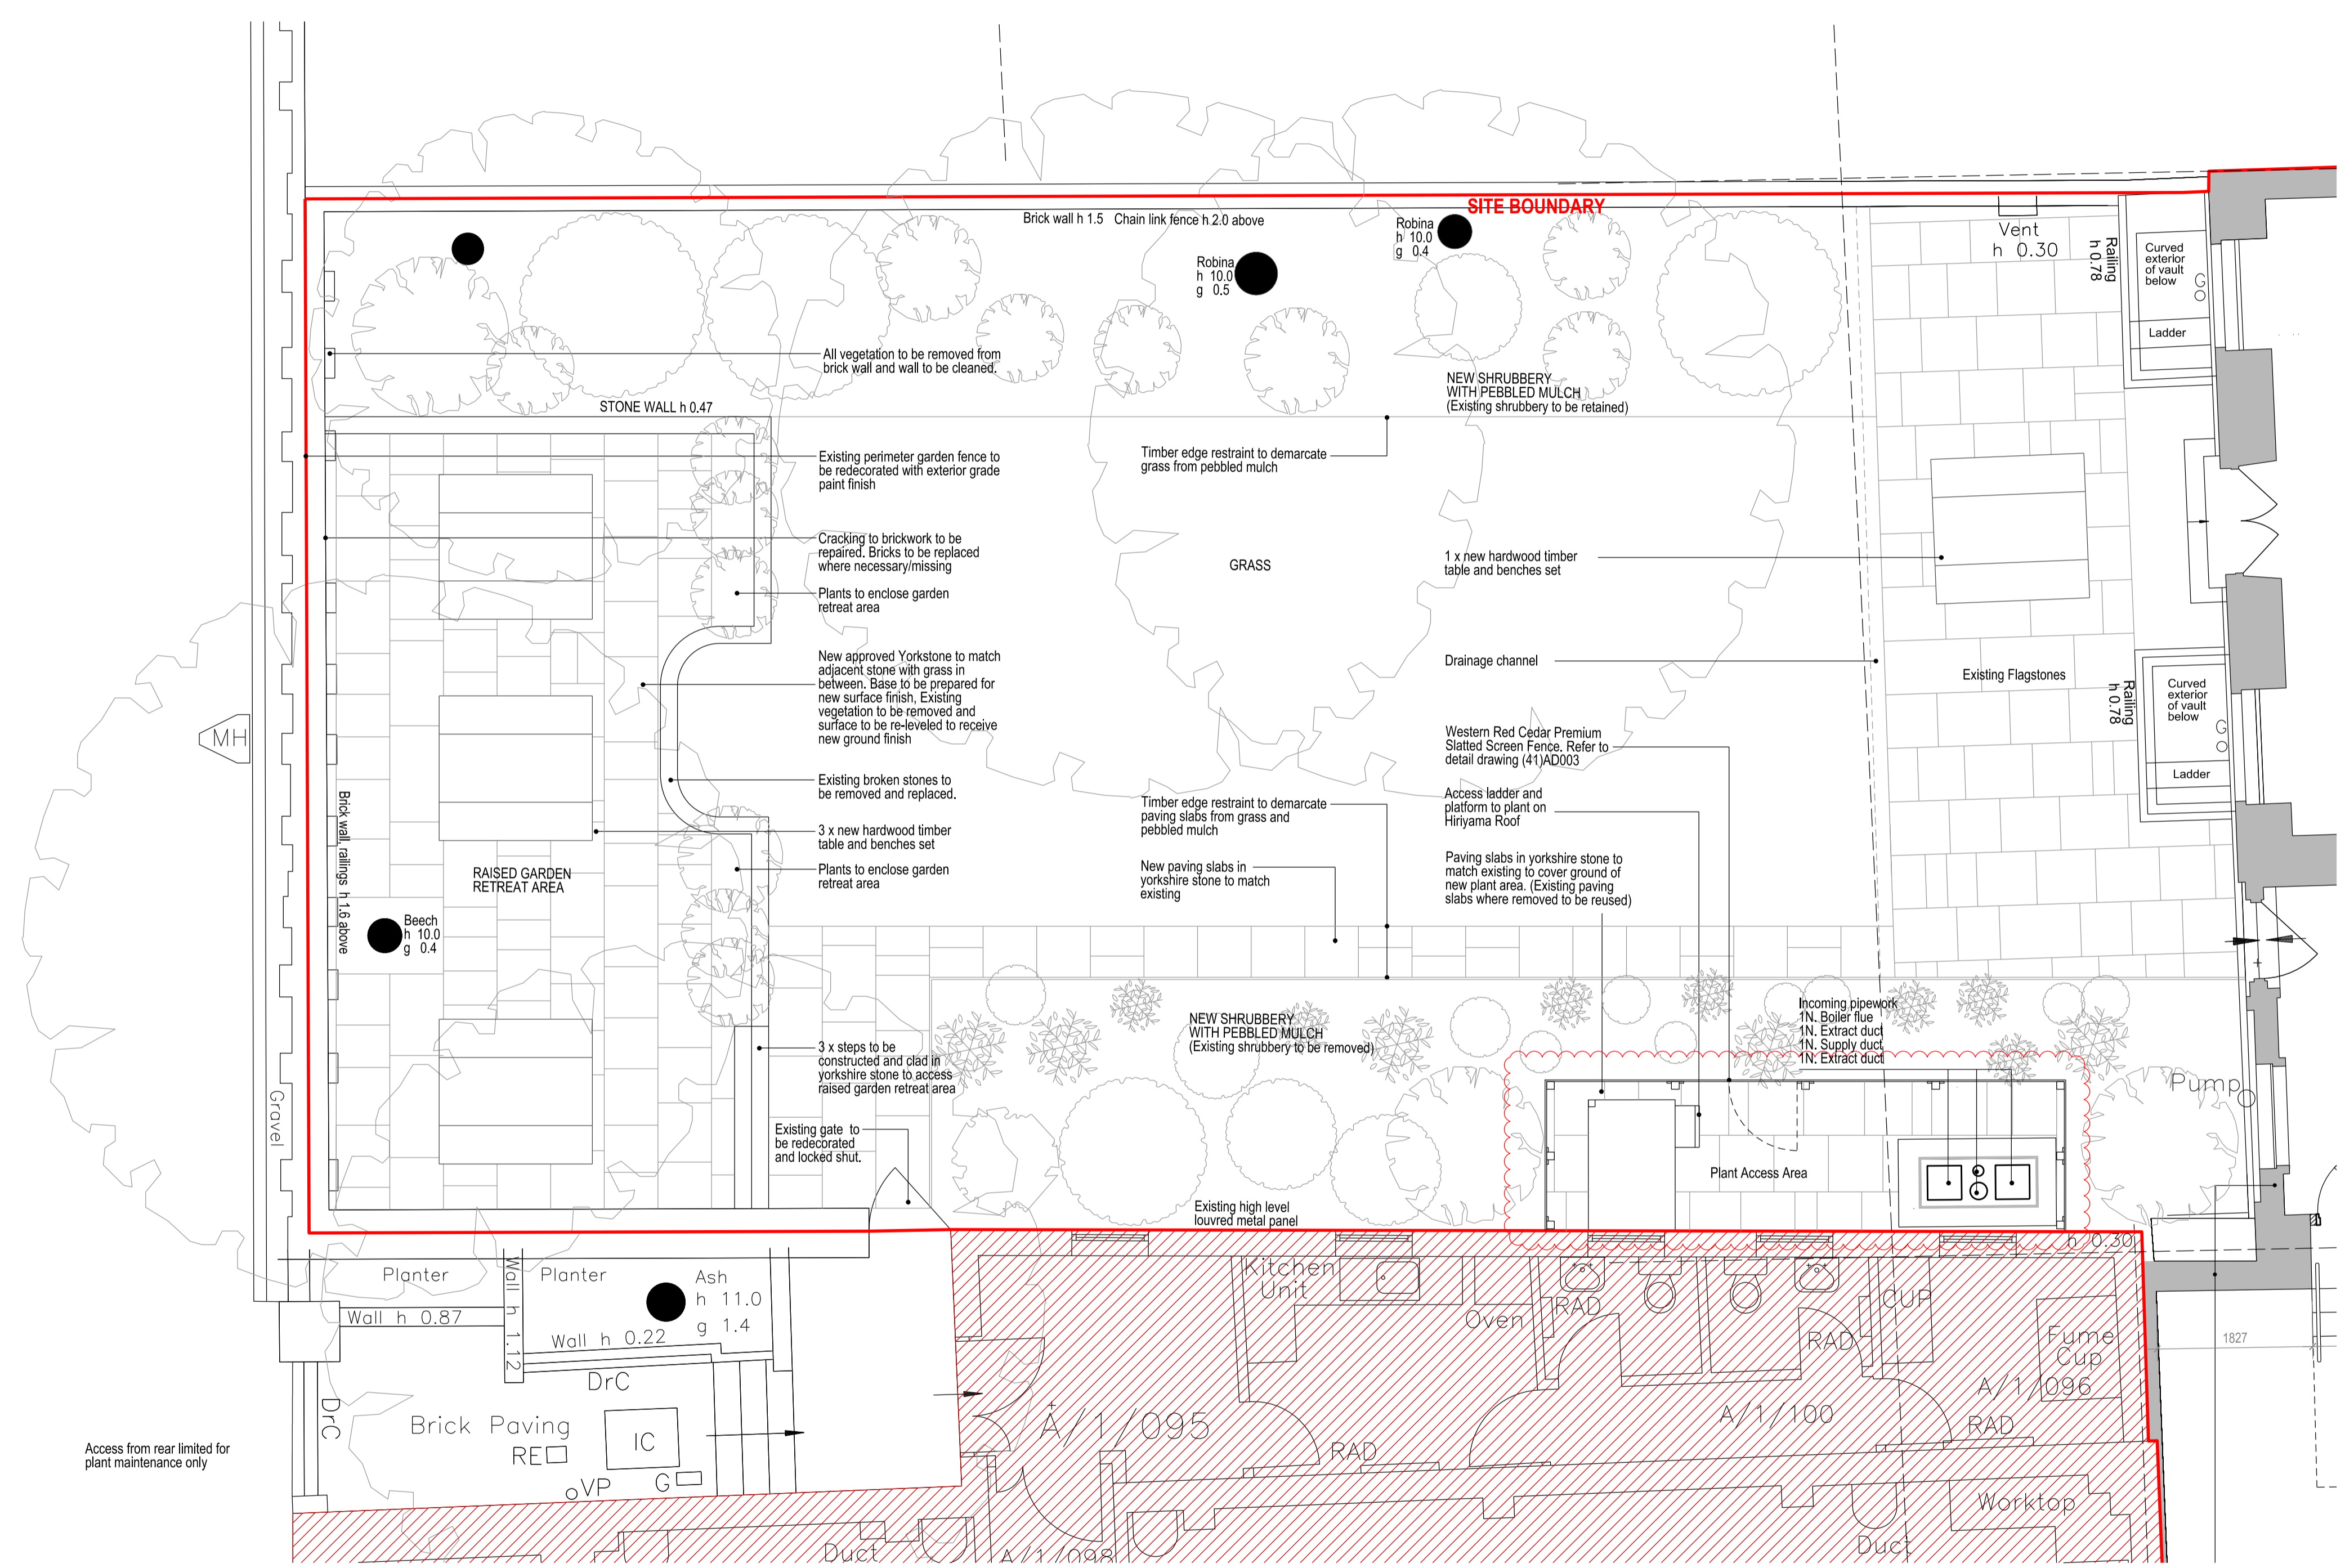 SITE BOUNDARY
Brick wall h 1.5 Chain link fence h 2.0 above
Robina
h 10.0
g 0.4
Robina
h 10.0
g 0.5
Vent
h 0.30
Railing
h 0.78
Curved
exterior
of vault
below
G
Ladder
All vegetation to be removed from
brick wall and wall to be cleaned.
STONE WALL h 0.47
NEW SHRUBBERY
WITH PEBBLED MULCH
(Existing shrubbery to be retained)
Existing perimeter garden fence to
be redecorated with exterior grade
paint finish
Timber edge restraint to demarcate
grass from pebbled mulch
Cracking to brickwork to be
repaired. Bricks to be replaced
where necessary/missing
GRASS
1 x new hardwood timber
table and benches set
Plants to enclose garden
retreat area
New approved Yorkstone to match
adjacent stone with grass in
between. Base to be prepared for
new surface finish, Existing
vegetation to be removed and
surface to be re-leveled to receive
new ground finish
Drainage channel
Existing Flagstones
Railing
h 0.78
Curved
exterior
of vault
below
G
Ladder
MH
Western Red Cedar Premium
Slatted Screen Fence. Refer to
detail drawing (41)AD003
Existing broken stones to
be removed and replaced.
Access ladder and
platform to plant on
Hiriyama Roof
Timber edge restraint to demarcate
paving slabs from grass and
pebbled mulch
3 x new hardwood timber
table and benches set
Brick wall, railings h 1.6 above
RAISED GARDEN
RETREAT AREA
Plants to enclose garden
retreat area
New paving slabs in
yorkshire stone to match
existing
Paving slabs in yorkshire stone to
match existing to cover ground of
new plant area. (Existing paving
slabs where removed to be reused)
Beech
h 10.0
g 0.4
Incoming pipework
1N. Boiler flue
1N. Extract duct
1N. Supply duct
1N. Extract duct
NEW SHRUBBERY
WITH PEBBLED MULCH
(Existing shrubbery to be removed)
3 x steps to be
constructed and clad in
yorkshire stone to access
raised garden retreat area
Pump
Gravel
Existing gate to
be redecorated
and locked shut.
Plant Access Area
Existing high level
louvred metal panel
h 0.30
Planter
Wall h 1.12
Planter
Ash
h 11.0
g 1.4
Wall h 0.87
Wall h 0.22
Kitchen
Unit
Oven
RAD
RAD
CUP
Fume
Cup
1827
DrC
DrC
Brick Paving
RE
IC
VP
G
A/1/095
RAD
A/1/100
A/1/096
RAD
Access from rear limited for
plant maintenance only
Worktop
Duct
A/1/098
Duct